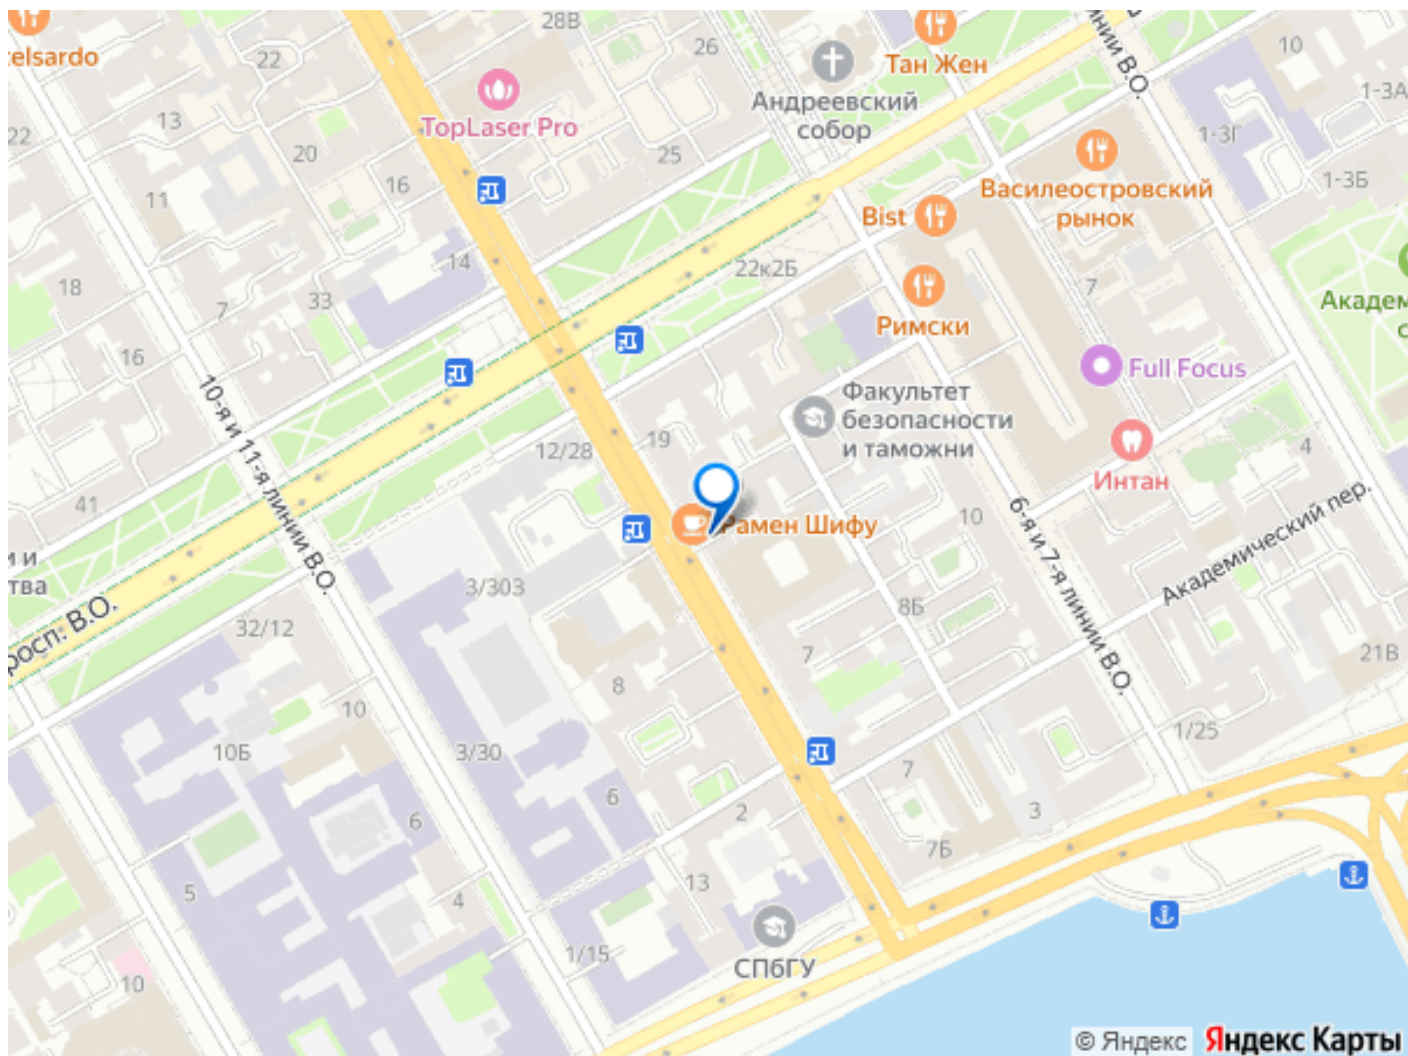 28В
26
10
elsardo
22
Тан Жен
1-3А
Андреевский
собор
TopLaser Pro
13
22
1-3Г
20
25
16
1-3Б
Василеостровский
рынок
11
Bist
14
22к2Б
18
7
33
7
Академ
с
Римски
16
Full Focus
10-я и 11-я линии В.О.
Факультет
безопасности
и таможни
19
12/28
4
41
Интан
Рамен Шифу
10
6-я и 7-я линии В.О.
Академический пер.
линии В.О.
и и
тва
3/303
8Б
просп. В.О.
32/12
7
21В
8
10
1/25
10Б
3/30
7
6
2
3
6
7Б
13
5
4
1/15
СПбГУ
10
© Яндекс
Яндекс Карты